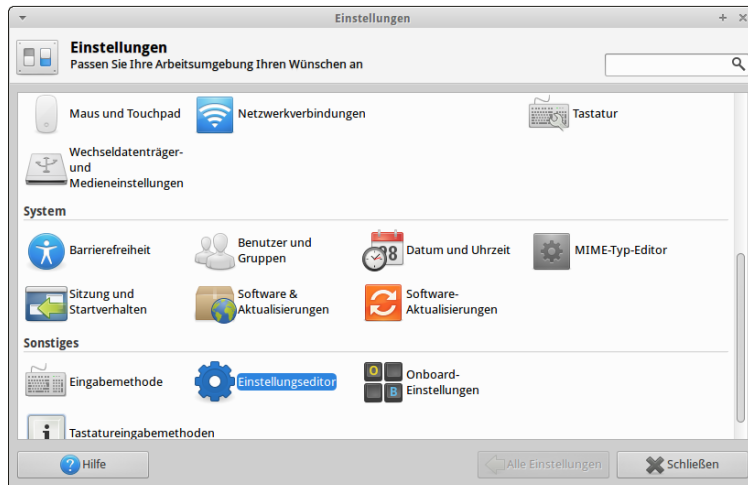 Einstellungen
Einstellungen
Passen Sie Ihre Arbeitsumgebung Ihren Wünschen an
Maus und Touchpad
Netzwerkverbindungen
Tastatur
Wechseldatenträger-
und
Medieneinstellungen
System
Barrierefreiheit
Benutzer und
Gruppen
28
Datum und Uhrzeit
MIME-Typ-Editor
Sitzung und
Startverhalten
Software &
Aktualisierungen
Software-
Aktualisierungen
Sonstiges
Eingabemethode
Einstellungseditor
O
B
Onboard-
Einstellungen
i
Tastatureingabemethoden
? Hilfe
Alle Einstellungen
Schließen